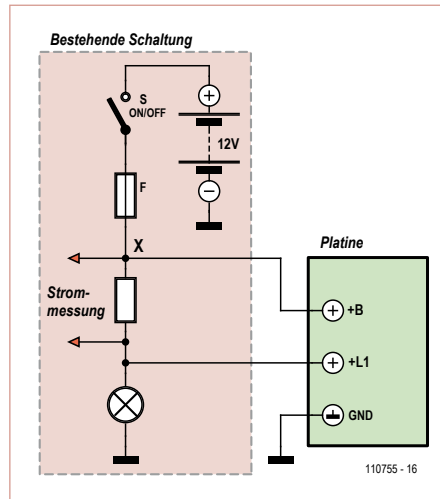 Bestehende Schaltung
S
ON/OFF
+
12V
F
−
X
Platine
Strom-
messung
+B
+L1
GND
110755 - 16